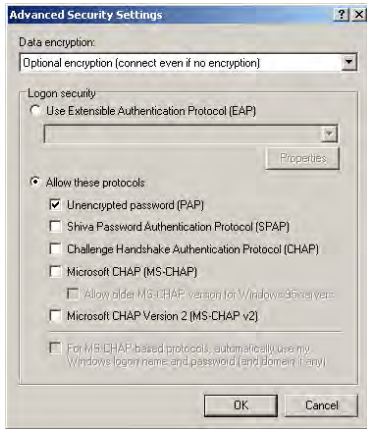 Advanced Security Settings
Data encryption:
Optional encryption (connect even if no encryption)
Logon security
Use Extensible Authentication Protocol (EAP)
Properties
Allow these protocols
Unencrypted password (PAP)
Shiva Password Authentication Protocol (SPAP)
Challenge Handshake Authentication Protocol (CHAP)
Microsoft CHAP (MS-CHAP)
Allow older MS-CHAP version for Windows 95 servers
Microsoft CHAP Version 2 (MS-CHAP v2)
For MS-CHAP based protocols, automatically use my
Windows logon name and password (and domain if any)
OK
Cancel